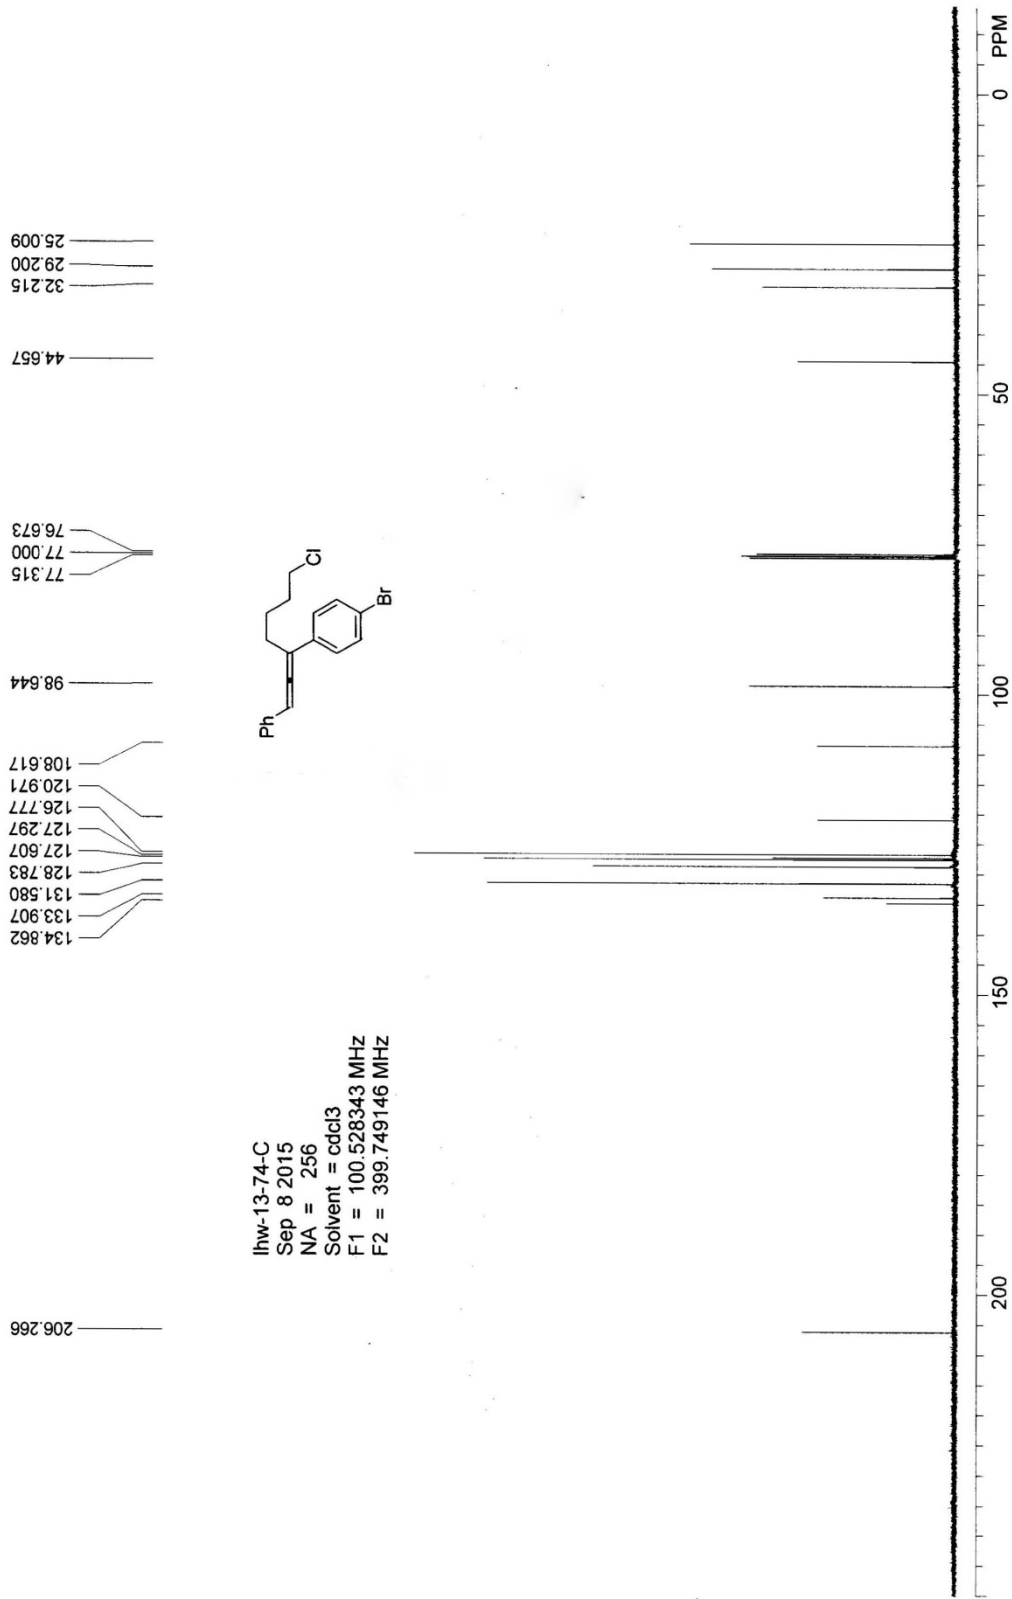 206.266
134.862
133.907
131.580
128.783
127.607
127.297
126.777
120.971
108.617
98.644
77.315
77.000
76.673
44.657
32.215
29.200
25.009
Ph
Cl
Br
lhw-13-74-C
Sep 8 2015
NA = 256
Solvent = cdcl3
F1 = 100.528343 MHz
F2 = 399.749146 MHz
200
150
100
50
0
PPM